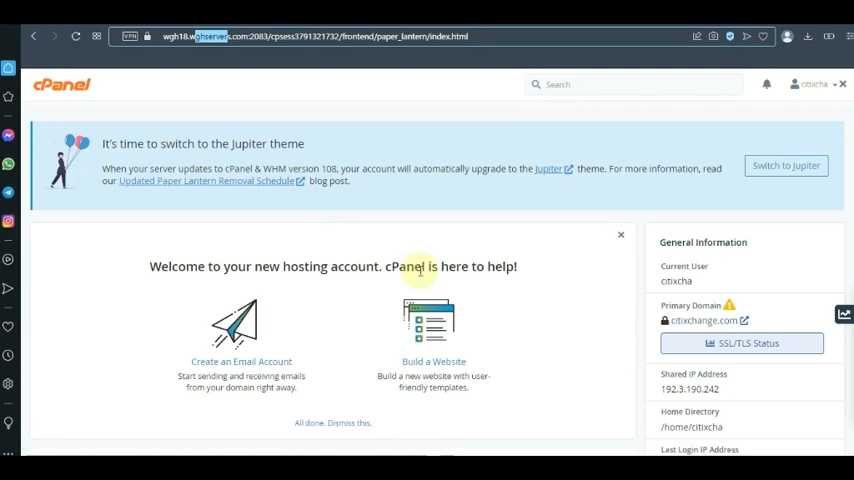 VPN
wgh18.wghservers.com:2083/cpsess3791321732/frontend/paper_lantern/index.html
cPanel
Search
citixcha
It's time to switch to the Jupiter theme
When your server updates to cPanel & WHM version 108, your account will automatically upgrade to the Jupiter theme. For more information, read
our Updated Paper Lantern Removal Schedule blog post.
Switch to Jupiter
Welcome to your new hosting account. cPanel is here to help!
Create an Email Account
Start sending and receiving emails
from your domain right away.
Build a Website
Build a new website with user-
friendly templates.
All done. Dismiss this.
General Information
Current User
citixcha
Primary Domain
citixchange.com
SSL/TLS Status
Shared IP Address
192.3.190.242
Home Directory
/home/citixcha
Last Login IP Address